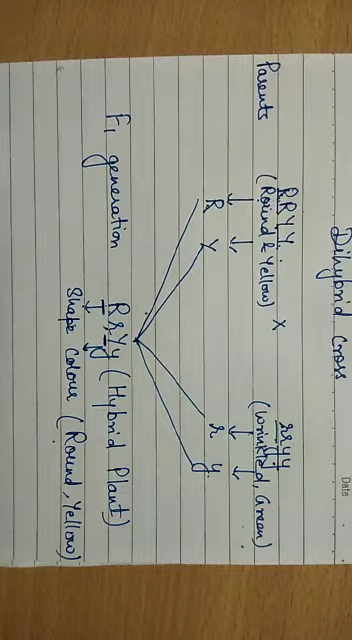 Date
Dihybrid Cross
Parents RRYY X rryy
(Round & Yellow) (Wrinkled, Green)
R Y r y
F1 generation RrYy (Hybrid Plant)
Shape Colour (Round, Yellow)